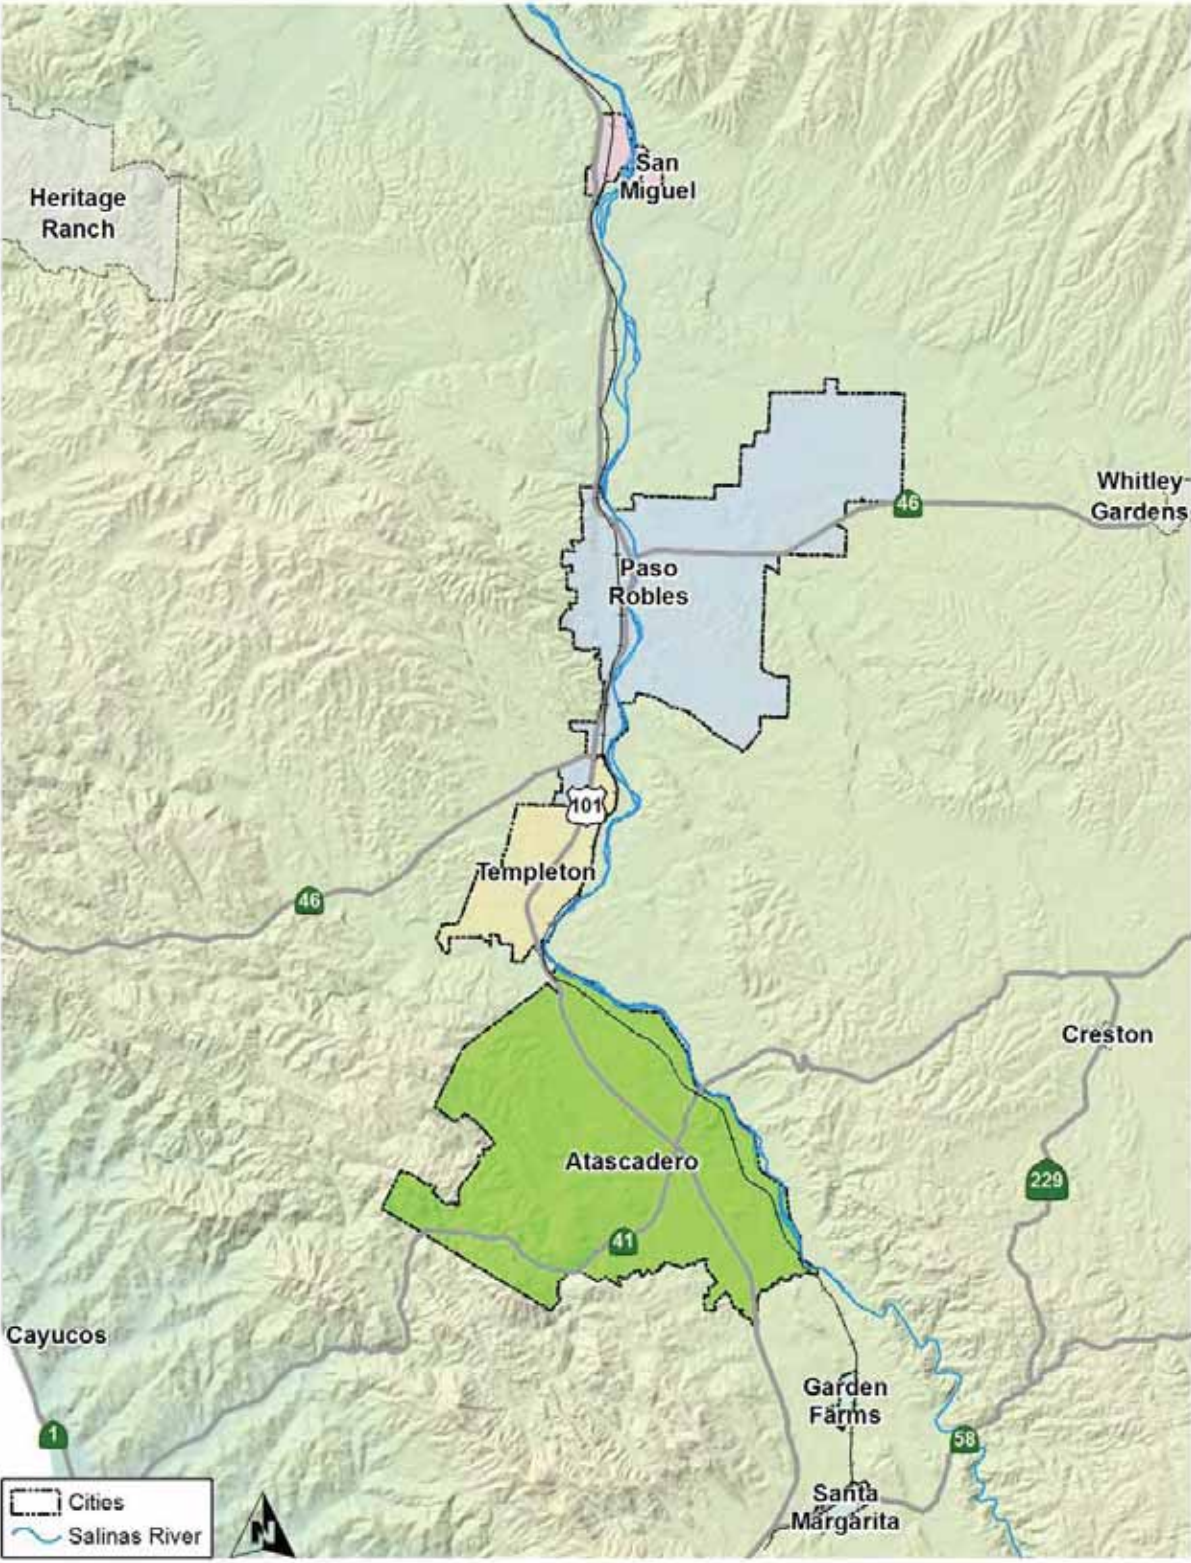 San
Miguel
Heritage
Ranch
Whitley
Gardens
46
Paso
Robles
101
Templeton
46
Creston
Atascadero
229
41
Cayucos
Garden
Farms
1
58
Santa
Margarita
Cities
Salinas River
N